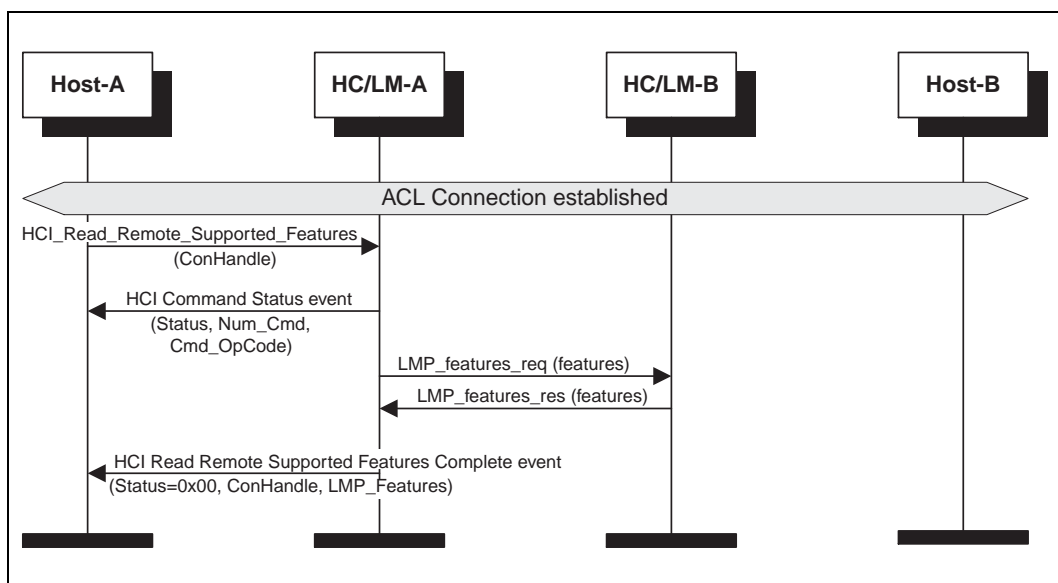 Host-A
HC/LM-A
HC/LM-B
Host-B
ACL Connection established
HCI_Read_Remote_Supported_Features
(ConHandle)
HCI Command Status event
(Status, Num_Cmd,
Cmd_OpCode)
LMP_features_req (features)
LMP_features_res (features)
HCI Read Remote Supported Features Complete event
(Status=0x00, ConHandle, LMP_Features)